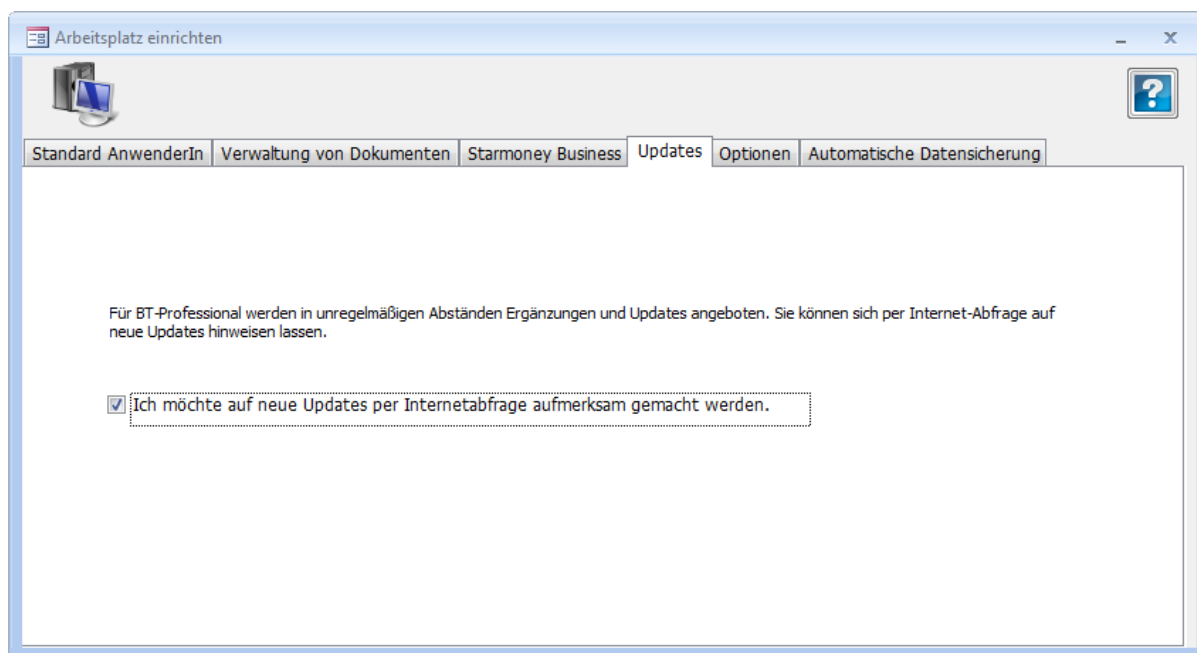 Arbeitsplatz einrichten
Standard AnwenderIn Verwaltung von Dokumenten Starmoney Business Updates Optionen Automatische Datensicherung
Für BT-Professional werden in unregelmäßigen Abständen Ergänzungen und Updates angeboten. Sie können sich per Internet-Abfrage auf
neue Updates hinweisen lassen.
Ich möchte auf neue Updates per Internetabfrage aufmerksam gemacht werden.